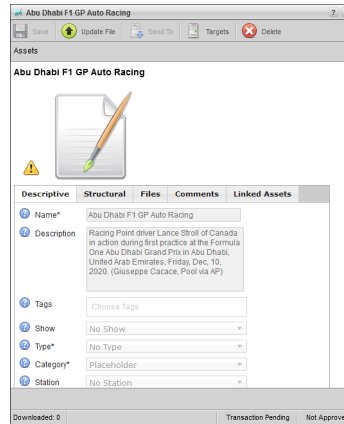 Abu Dhabi F1 GP Auto Racing ?
Save Update File Send To Targets Delete
Assets
Abu Dhabi F1 GP Auto Racing
Descriptive Structural Files Comments Linked Assets
? Name* Abu Dhabi F1 GP Auto Racing
? Description Racing Point driver Lance Stroll of Canada
in action during first practice at the Formula
One Abu Dhabi Grand Prix in Abu Dhabi,
United Arab Emirates, Friday, Dec, 10,
2020. (Giuseppe Cacace, Pool via AP)
? Tags Choose Tags
? Show No Show
? Type* No Type
? Category* Placeholder
? Station No Station
Downloaded: 0 Transaction Pending Not Approve